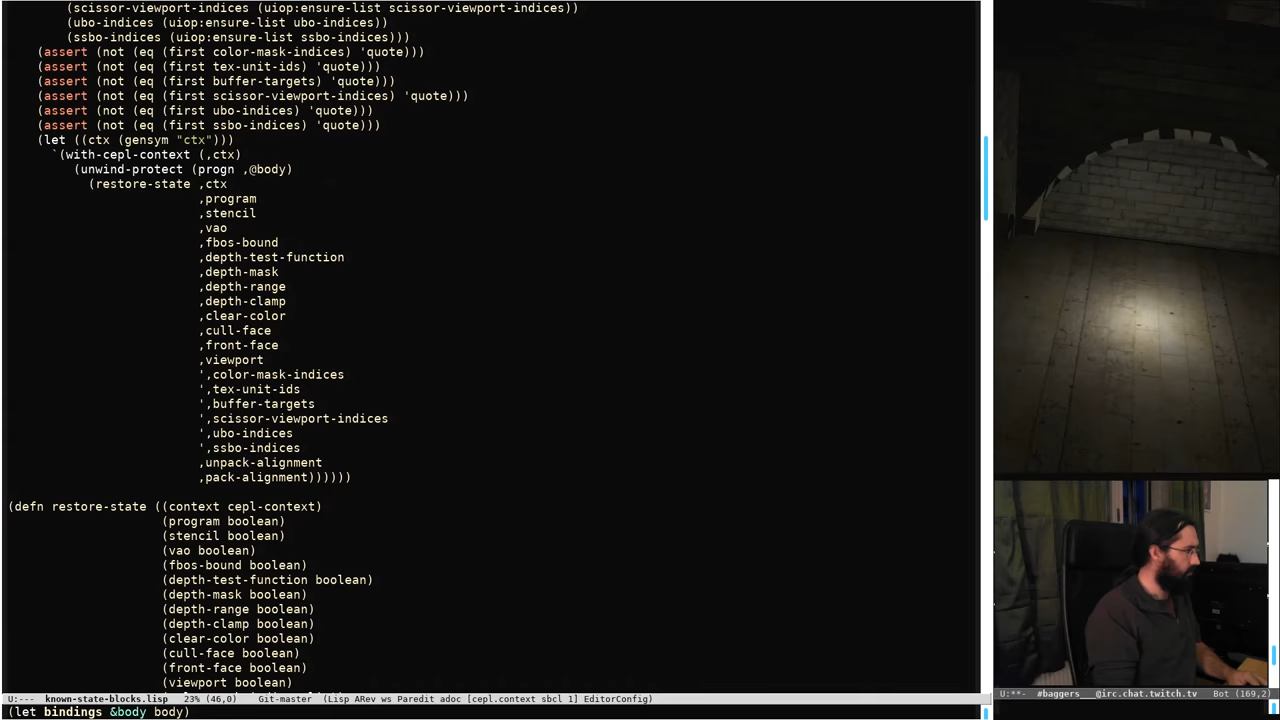 (scissor-viewport-indices (uiop:ensure-list scissor-viewport-indices))
(ubo-indices (uiop:ensure-list ubo-indices))
(ssbo-indices (uiop:ensure-list ssbo-indices)))
(assert (not (eq (first color-mask-indices) 'quote)))
(assert (not (eq (first tex-unit-ids) 'quote)))
(assert (not (eq (first buffer-targets) 'quote)))
(assert (not (eq (first scissor-viewport-indices) 'quote)))
(assert (not (eq (first ubo-indices) 'quote)))
(assert (not (eq (first ssbo-indices) 'quote)))
(let ((ctx (gensym "ctx")))
`(with-cepl-context (,ctx)
(unwind-protect (progn ,@body)
(restore-state ,ctx
,program
,stencil
,vao
,fbos-bound
,depth-test-function
,depth-mask
,depth-range
,depth-clamp
,clear-color
,cull-face
,front-face
,viewport
',color-mask-indices
',tex-unit-ids
',buffer-targets
',scissor-viewport-indices
',ubo-indices
',ssbo-indices
,unpack-alignment
,pack-alignment))))))
(defn restore-state ((context cepl-context)
(program boolean)
(stencil boolean)
(vao boolean)
(fbos-bound boolean)
(depth-test-function boolean)
(depth-mask boolean)
(depth-range boolean)
(depth-clamp boolean)
(clear-color boolean)
(cull-face boolean)
(front-face boolean)
(viewport boolean)
U:--- known-state-blocks.lisp 23% (46,0) Git-master (Lisp ARev ws Paredit adoc [cepl.context sbcl 1] EditorConfig)
(let bindings &body body)
U:**- #baggers___@irc.chat.twitch.tv Bot (169,2)